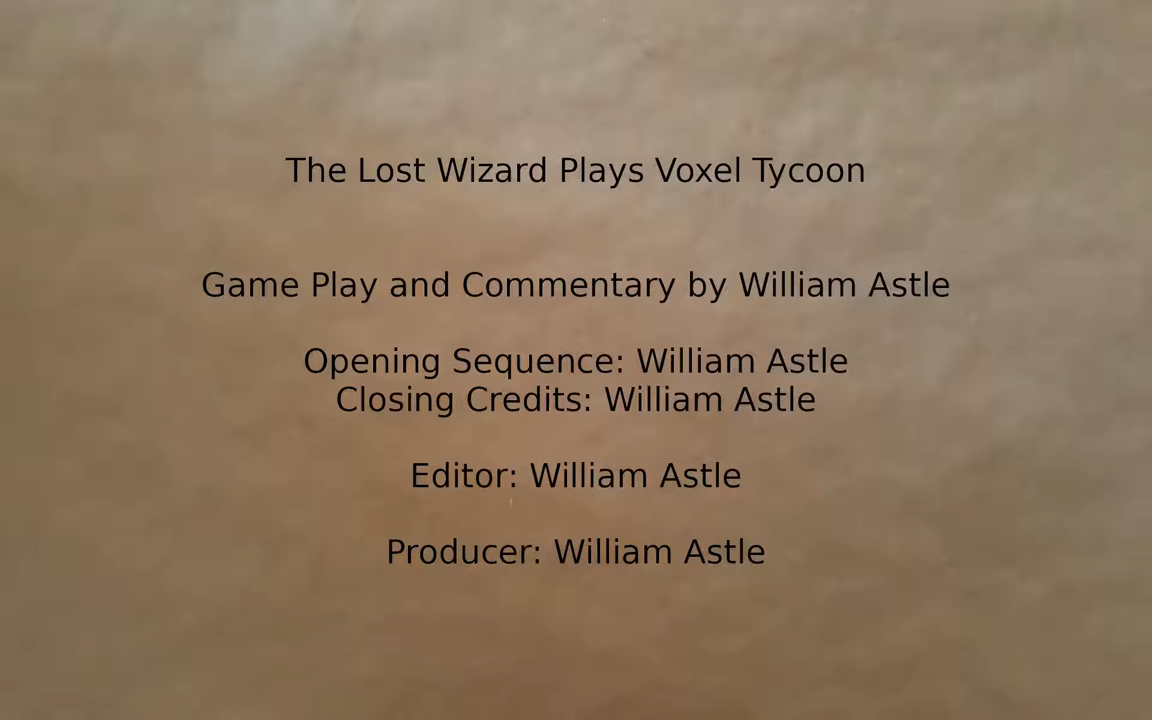 The Lost Wizard Plays Voxel Tycoon
Game Play and Commentary by William Astle
Opening Sequence: William Astle
Closing Credits: William Astle
Editor: William Astle
Producer: William Astle